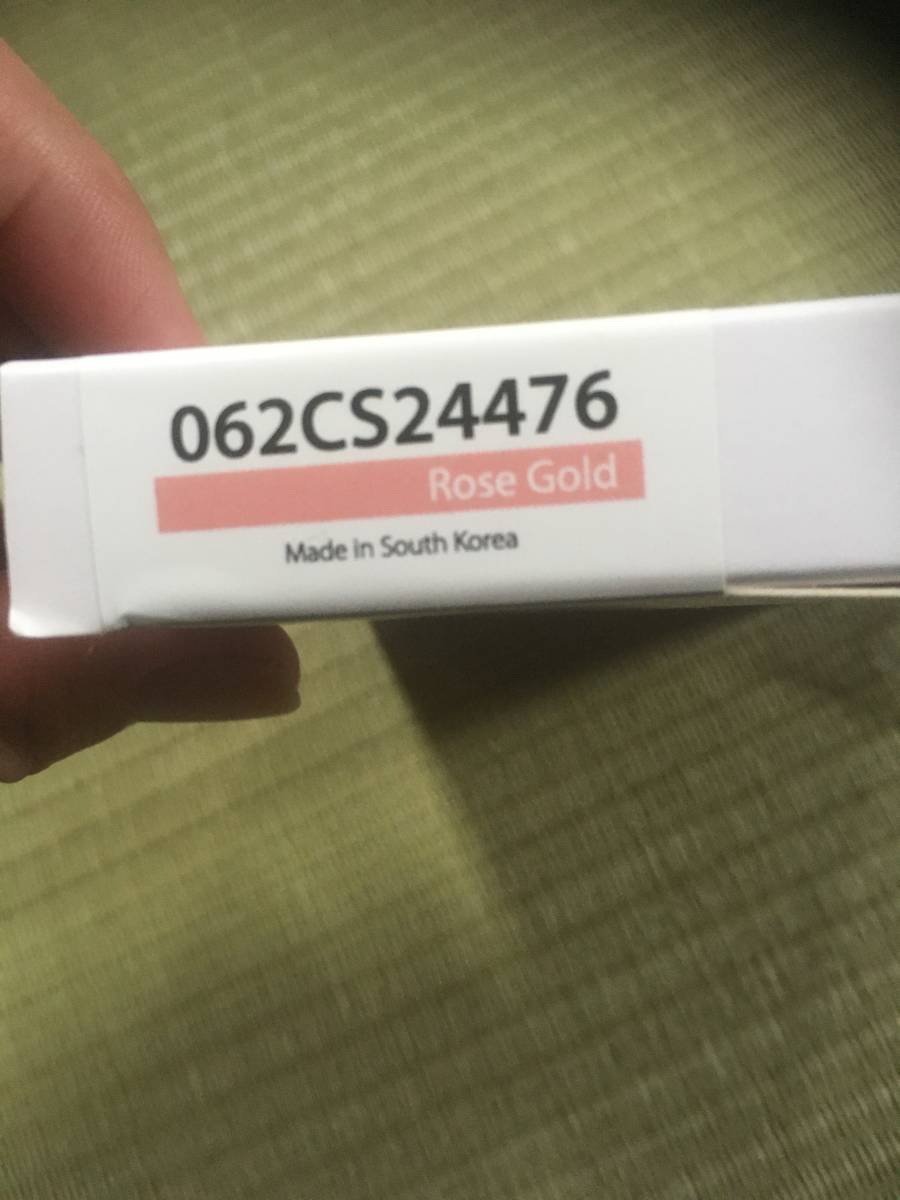 062CS24476
Rose Gold
Made in South Korea